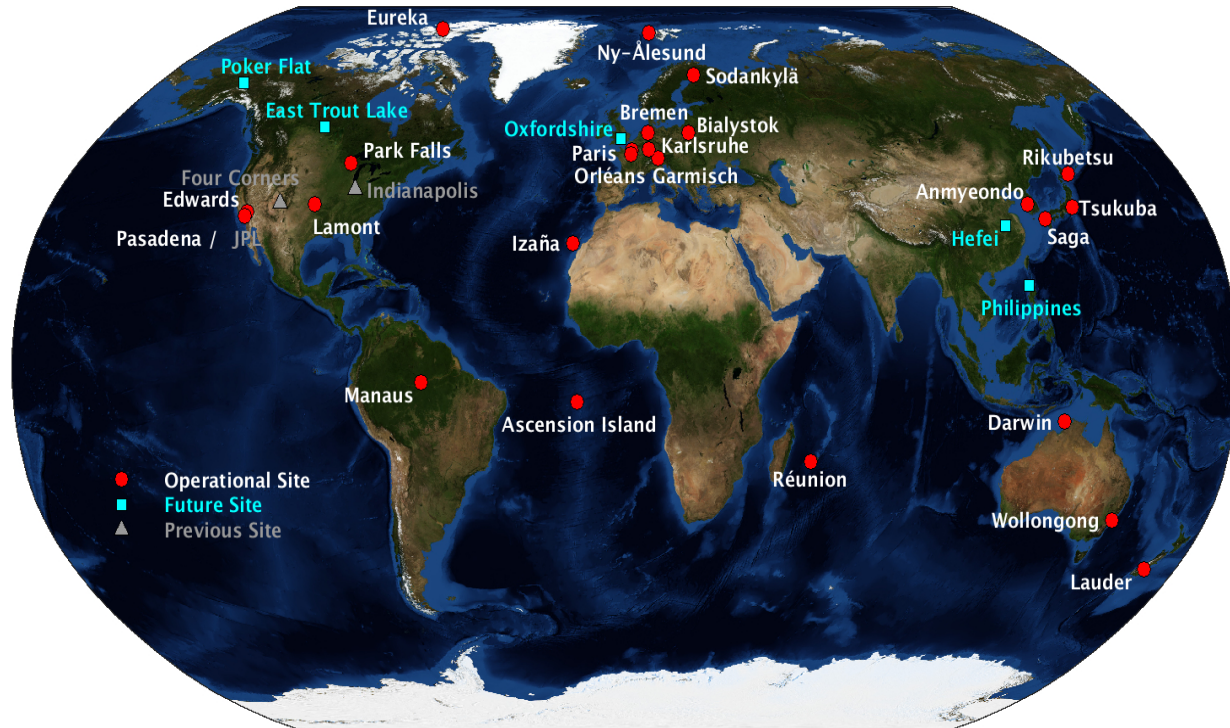 Eureka
Ny-Ålesund
Poker Flat
Sodankylä
East Trout Lake
Bremen
Oxfordshire
Bialystok
Park Falls
Paris
Karlsruhe
Orléans Garmisch
Rikubetsu
Four Corners
Indianapolis
Edwards
Anmyeondo
Tsukuba
Lamont
Pasadena / JPL
Izaña
Hefei
Saga
Philippines
Manaus
Ascension Island
Darwin
Réunion
Operational Site
Future Site
Previous Site
Wollongong
Lauder